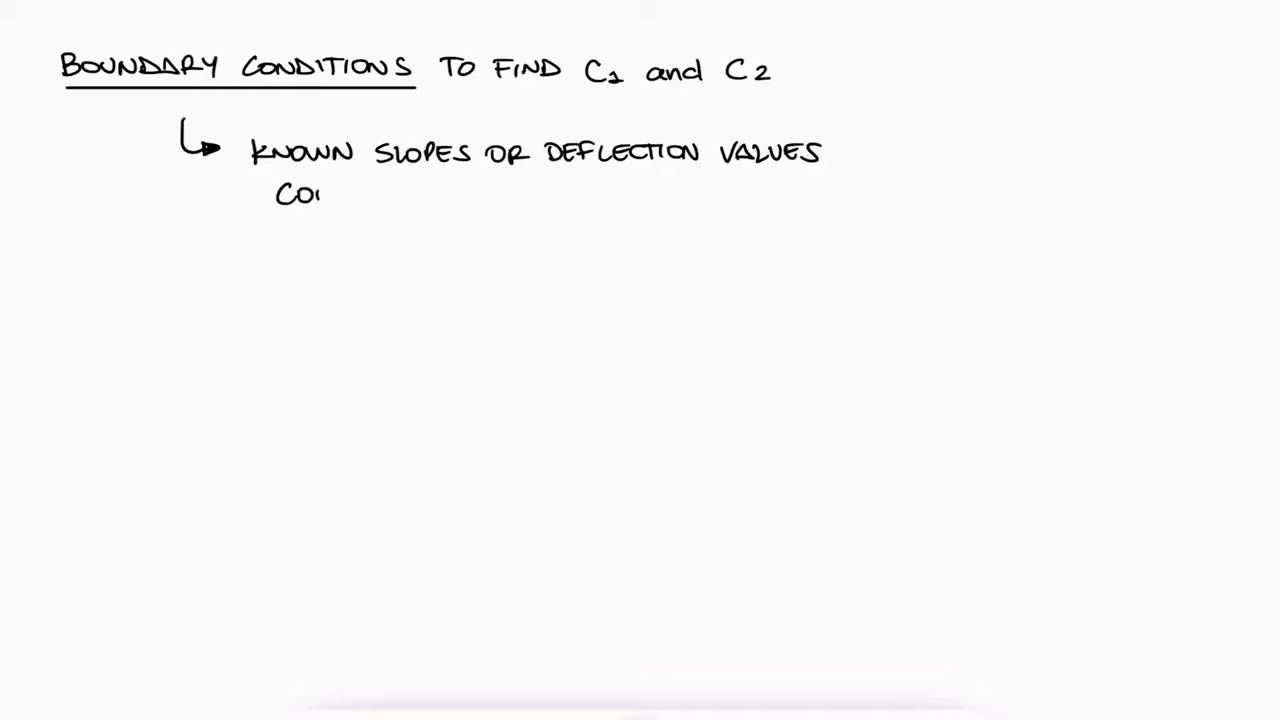 BOUNDARY CONDITIONS TO FIND C1 and C2
KNOWN SLOPES OR DEFLECTION VALUES